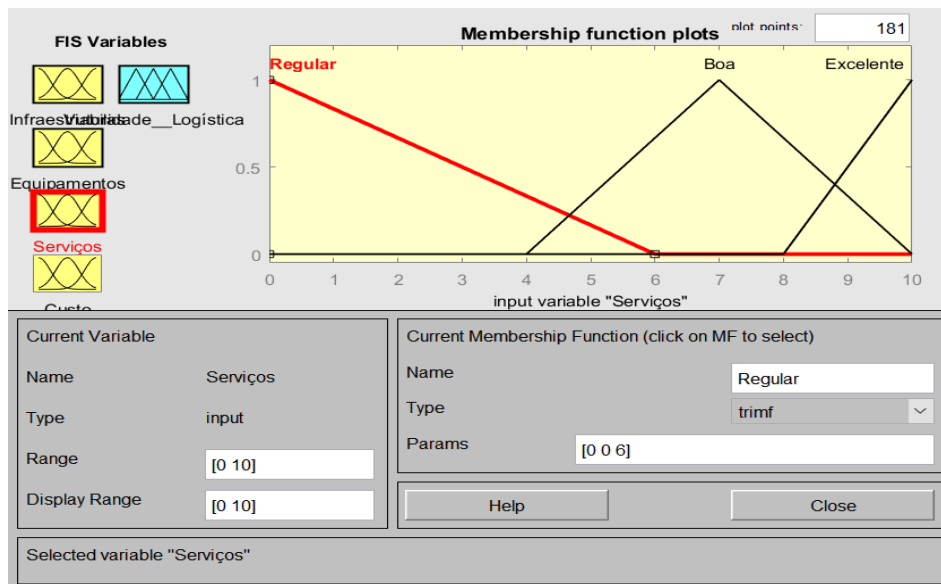 FIS Variables
Membership function plots
plot points:
181
Regular
Boa
Excelente
1
0.5
0
0 1 2 3 4 5 6 7 8 9 10
input variable "Serviços"
Equipamentos
Serviços
Custo
Current Variable
Name Serviços
Type input
Range [0 10]
Display Range [0 10]
Current Membership Function (click on MF to select)
Name Regular
Type trimf
Params [0 0 6]
Help
Close
Selected variable "Serviços"